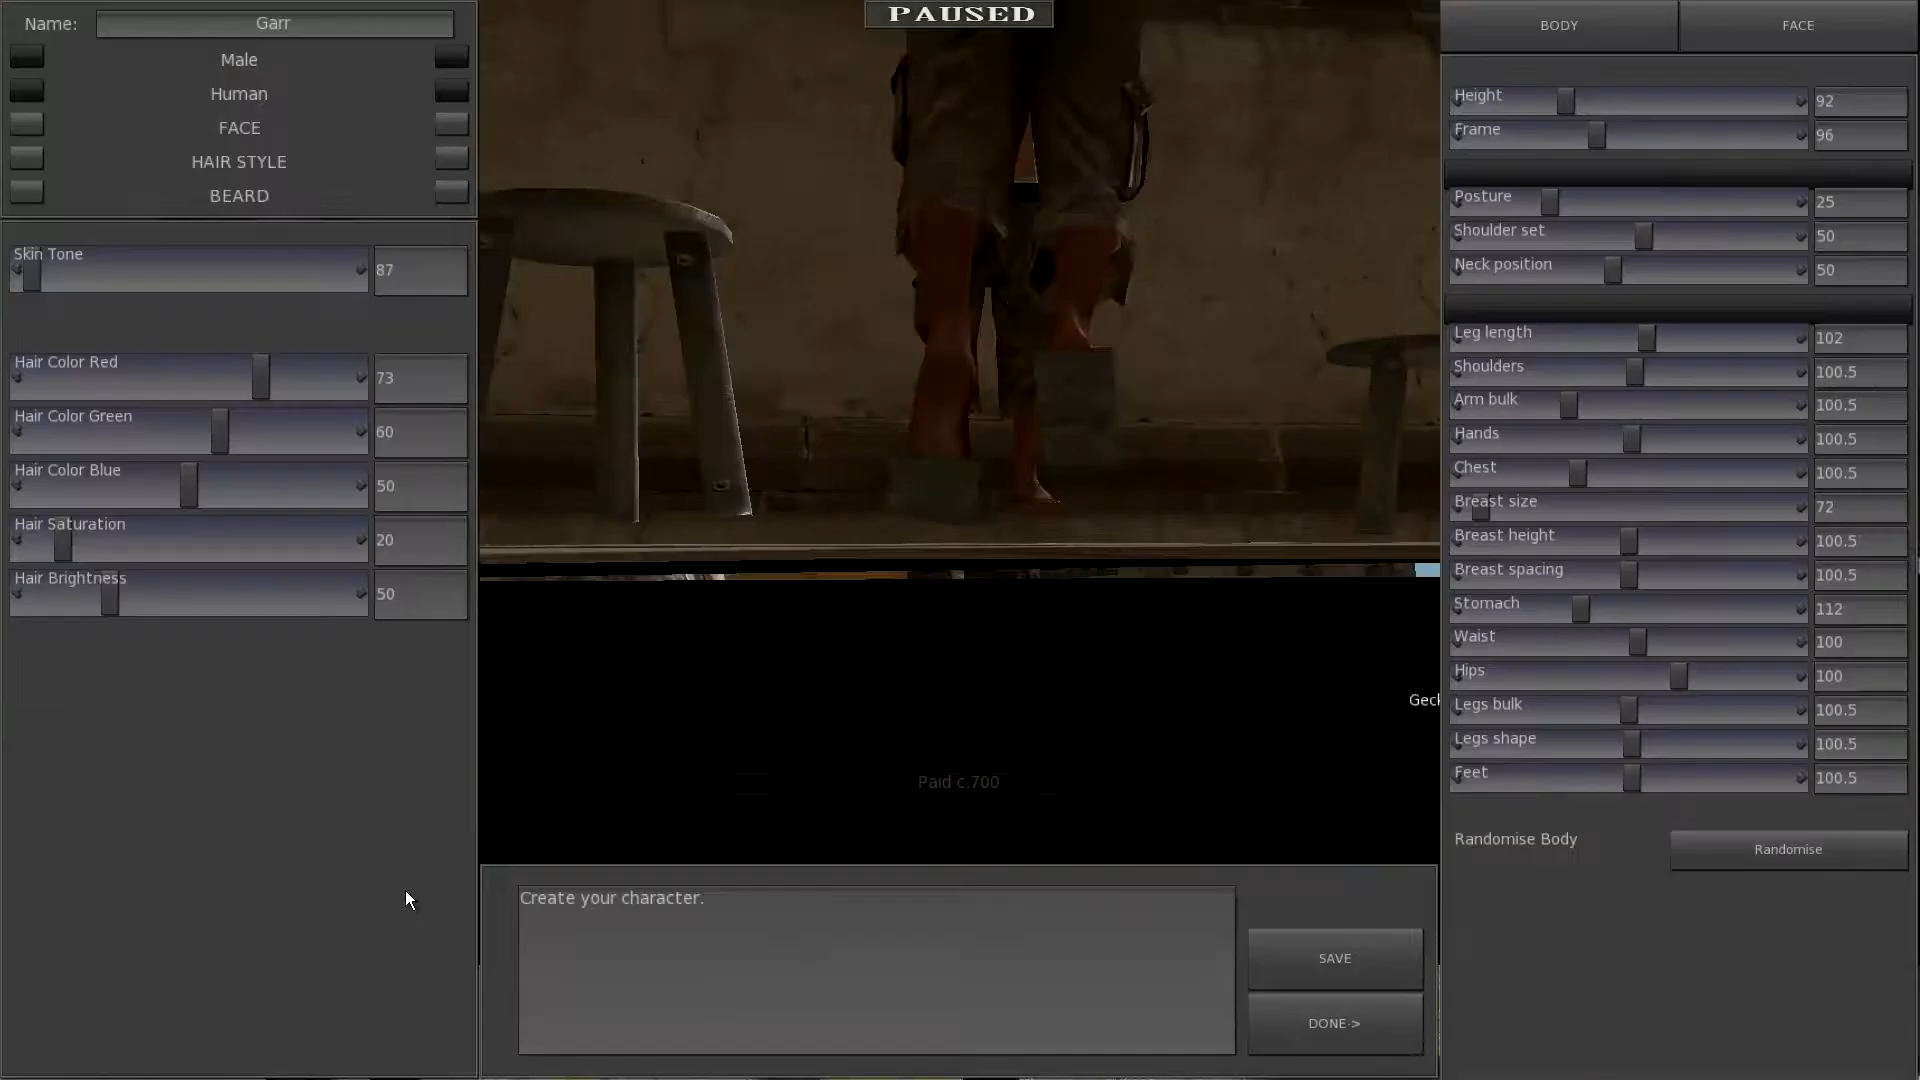 Name: Garr
Male
Human
FACE
HAIR STYLE
BEARD
Skin Tone 87
Hair Color Red 73
Hair Color Green 60
Hair Color Blue 50
Hair Saturation 20
Hair Brightness 50
PAUSED
Geck
Paid c.700
Create your character.
SAVE
DONE->
BODY FACE
Height 92
Frame 96
Posture 25
Shoulder set 50
Neck position 50
Leg length 102
Shoulders 100.5
Arm bulk 100.5
Hands 100.5
Chest 100.5
Breast size 72
Breast height 100.5
Breast spacing 100.5
Stomach 112
Waist 100
Hips 100
Legs bulk 100.5
Legs shape 100.5
Feet 100.5
Randomise Body Randomise